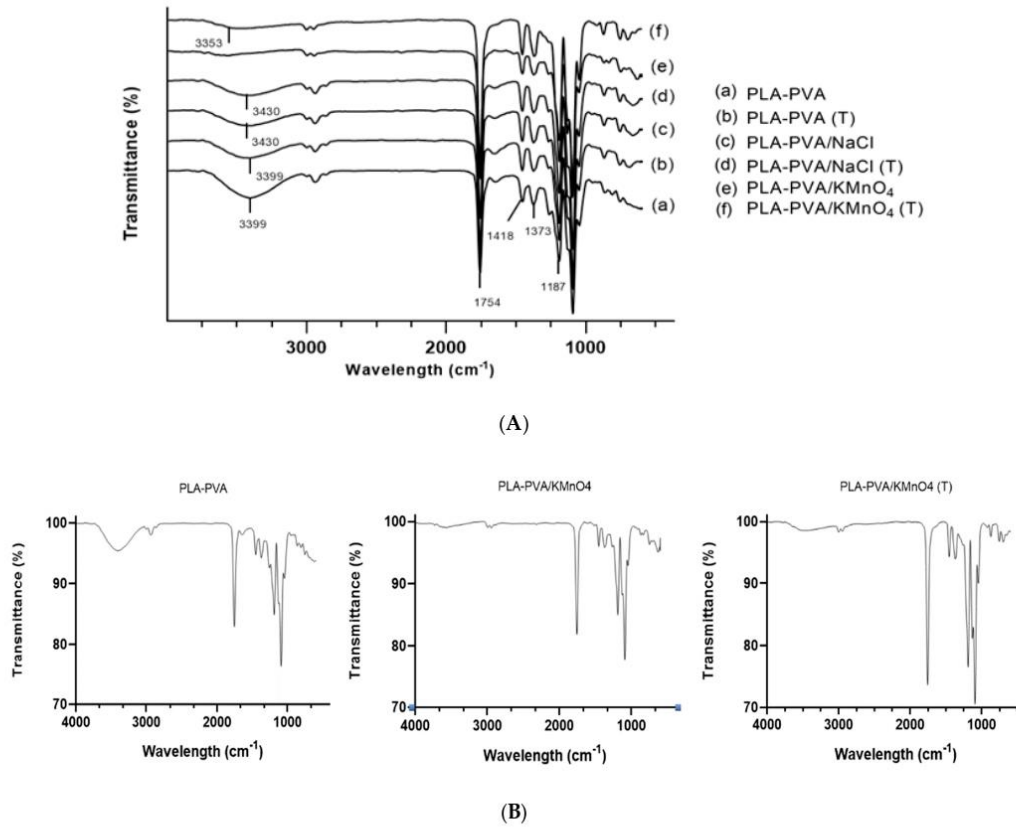 (A)
Transmittance (%)
3353
3430
3430
3399
3399
(f)
(e)
(d)
(c)
(b)
(a)
1418
1373
1754
1187
3000
2000
1000
Wavelength (cm-1)
(a) PLA-PVA
(b) PLA-PVA (T)
(c) PLA-PVA/NaCl
(d) PLA-PVA/NaCl (T)
(e) PLA-PVA/KMnO4
(f) PLA-PVA/KMnO4 (T)
(A)
PLA-PVA
Transmittance (%)
100
90
80
70
4000 3000 2000 1000
Wavelength (cm-1)
PLA-PVA/KMnO4
Transmittance (%)
100
90
80
70
4000 3000 2000 1000
Wavelength (cm-1)
PLA-PVA/KMnO4 (T)
Transmittance (%)
100
90
80
70
4000 3000 2000 1000
Wavelength (cm-1)
(B)